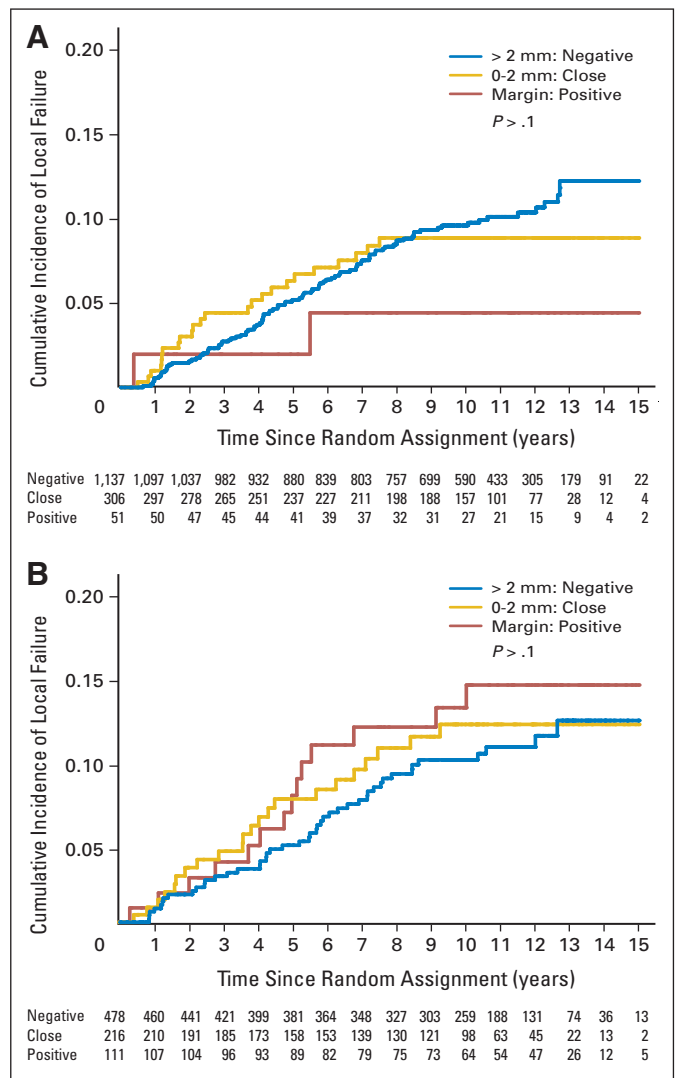 A
0.20
> 2 mm: Negative
0-2 mm: Close
Margin: Positive
P > .1
0.15
0.10
0.05
Cumulative Incidence of Local Failure
0 1 2 3 4 5 6 7 8 9 10 11 12 13 14 15
Time Since Random Assignment (years)
Negative 1,137 1,097 1,037 982 932 880 839 803 757 699 590 433 305 179 91 22
Close 306 297 278 265 251 237 227 211 198 188 157 101 77 28 12 4
Positive 51 50 47 45 44 41 39 37 32 31 27 21 15 9 4 2
B
0.20
> 2 mm: Negative
0-2 mm: Close
Margin: Positive
P > .1
0.15
0.10
0.05
Cumulative Incidence of Local Failure
0 1 2 3 4 5 6 7 8 9 10 11 12 13 14 15
Time Since Random Assignment (years)
Negative 478 460 441 421 399 381 364 348 327 303 259 188 131 74 36 13
Close 216 210 191 185 173 158 153 139 130 121 98 63 45 22 13 2
Positive 111 107 104 96 93 89 82 79 75 73 64 54 47 26 12 5